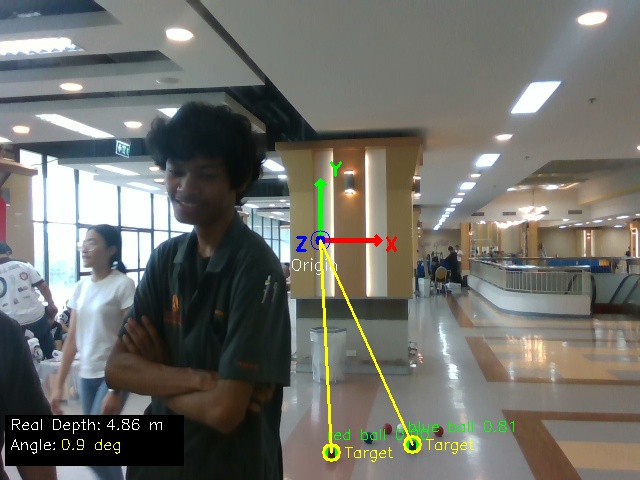 Y
Z
X
Origin
blue ball 0.81
ed ball 0.
Target
Target
Real Depth: 4.86 m
Angle: 0.9 deg